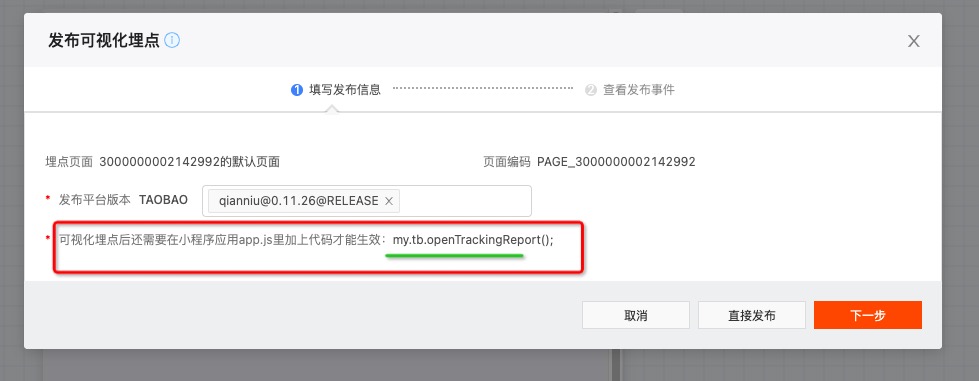 发布可视化埋点
1 填写发布信息 2 查看发布事件
埋点页面 3000000002142992的默认页面 页面编码 PAGE_3000000002142992
* 发布平台版本 TAOBAO qianniu@0.11.26@RELEASE
* 可视化埋点后还需要在小程序应用app.js里加上代码才能生效：my.tb.openTrackingReport();
取消 直接发布 下一步